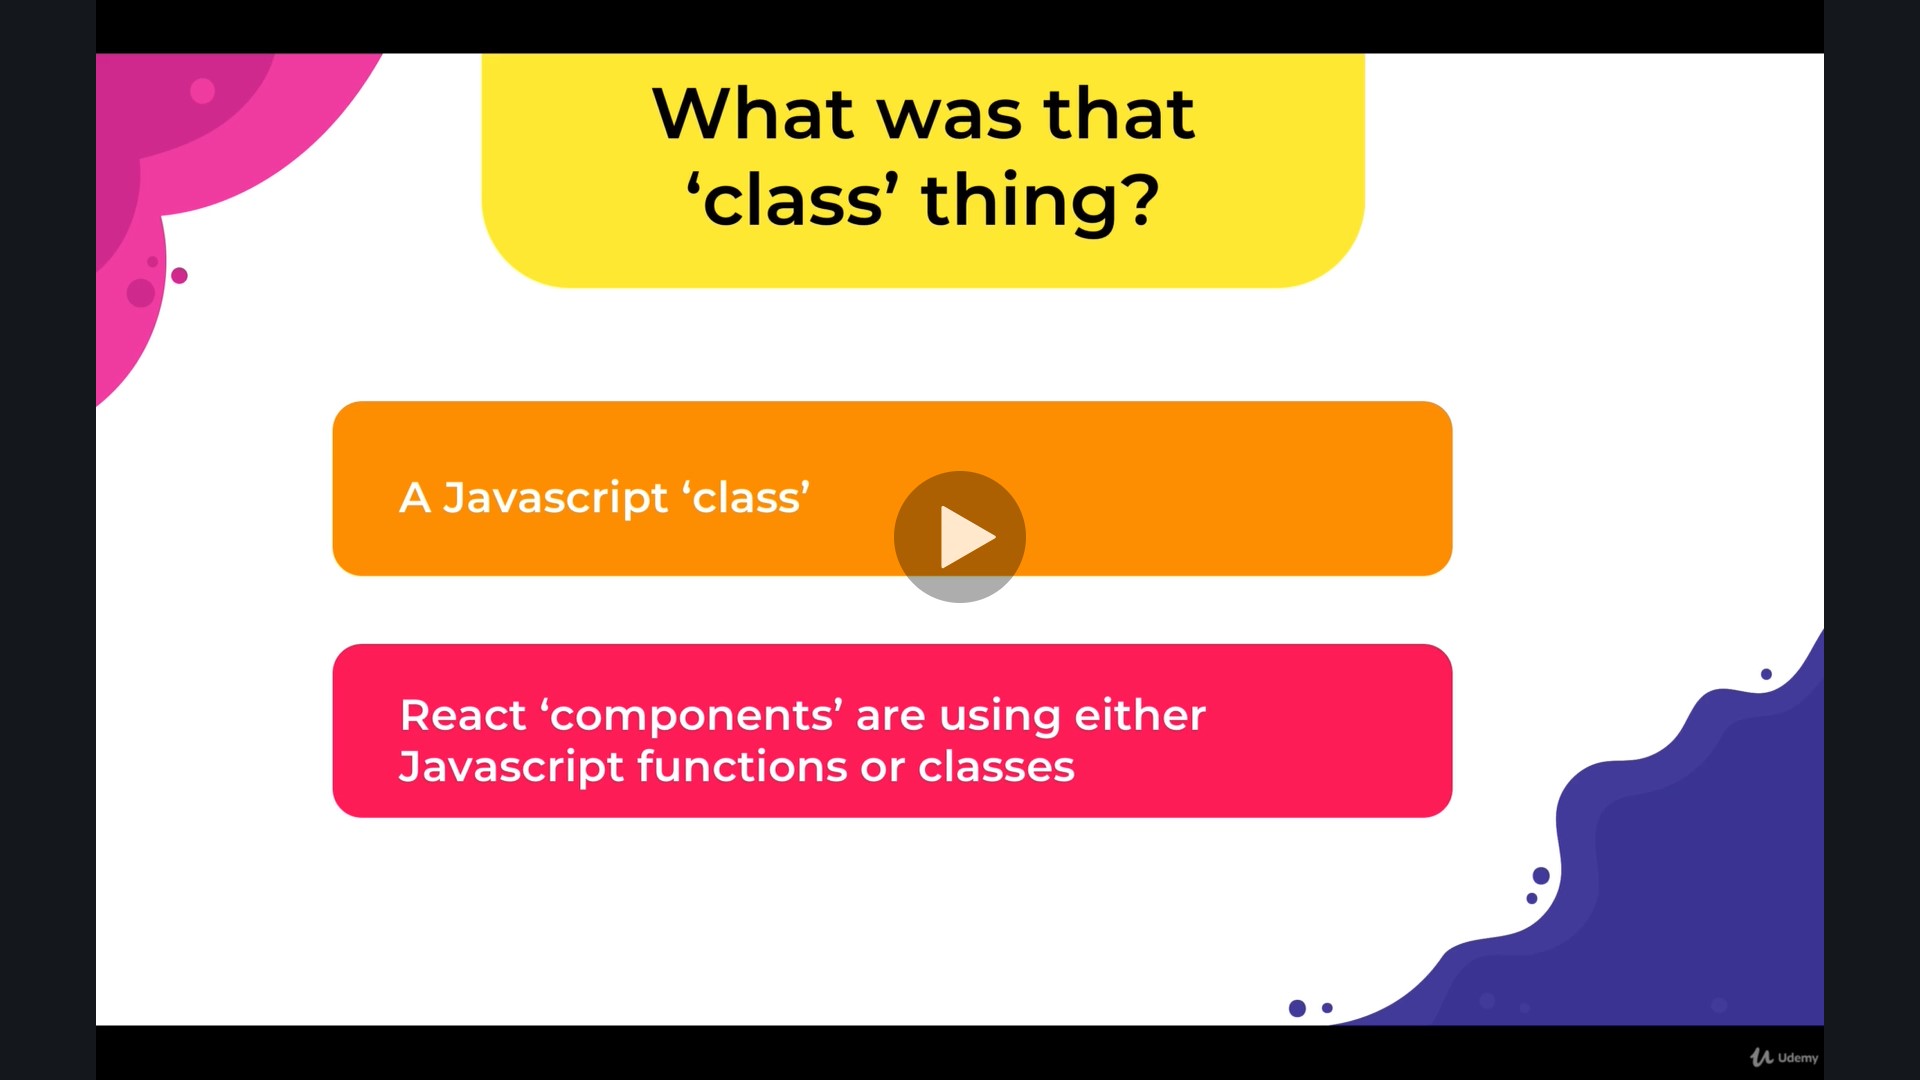 What was that
‘class’ thing?
A Javascript ‘class’
React ‘components’ are using either
Javascript functions or classes
Udemy